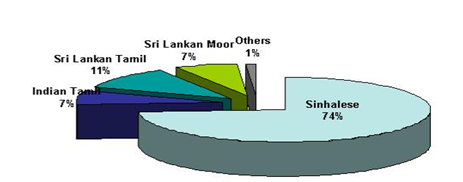 Sri Lankan Moor
7%
Others
1%
Sri Lankan Tamil
11%
Indian Tamil
7%
Sinhalese
74%